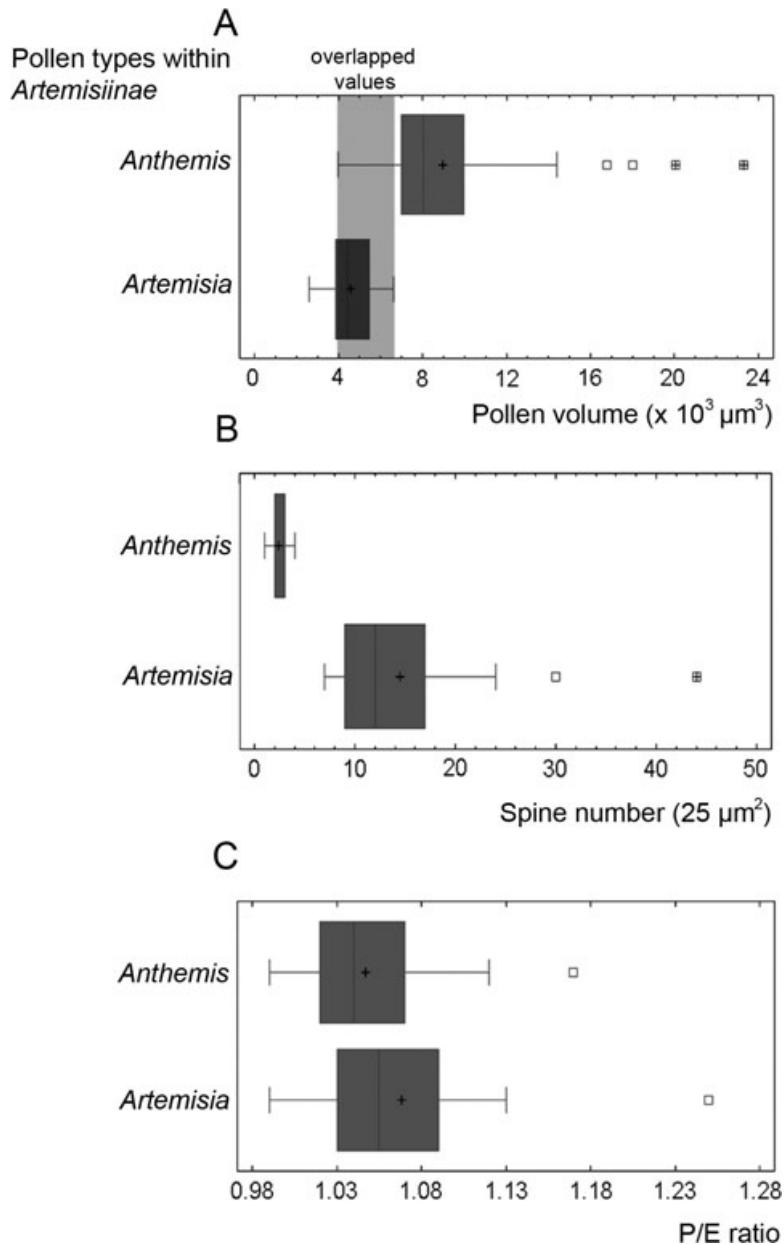 A
Pollen types within
Artemisiinae
overlapped
values
Anthemis
Artemisia
0 4 8 12 16 20 24
Pollen volume (x 10³ µm³)
B
Anthemis
Artemisia
0 10 20 30 40 50
Spine number (25 µm²)
C
Anthemis
Artemisia
0.98 1.03 1.08 1.13 1.18 1.23 1.28
P/E ratio